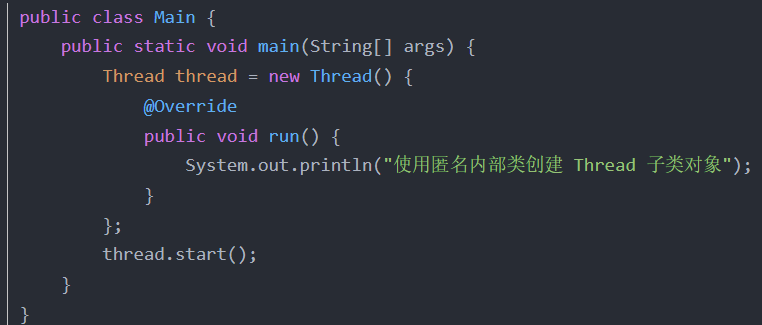 public class Main {
    public static void main(String[] args) {
        Thread thread = new Thread() {
            @Override
            public void run() {
                System.out.println("使用匿名内部类创建 Thread 子类对象");
            }
        };
        thread.start();
    }
}